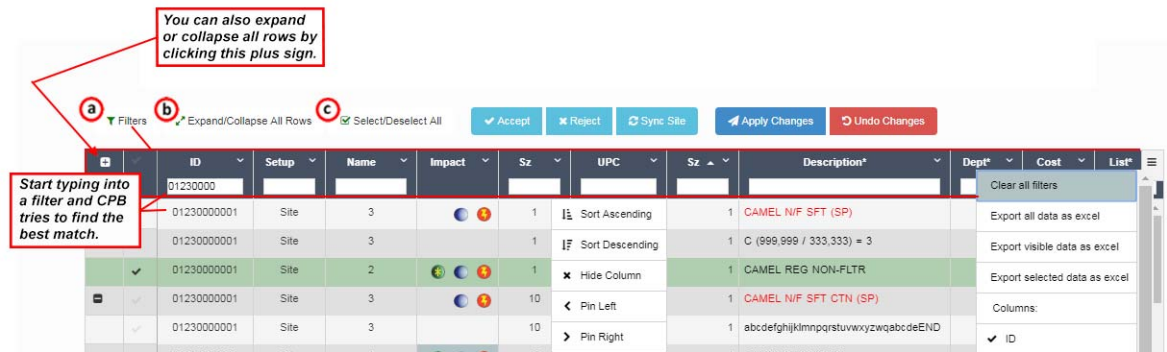 You can also expand
or collapse all rows by
clicking this plus sign.
a Filters b Expand/Collapse All Rows c Select/Deselect All Accept Reject Sync Site Apply Changes Undo Changes
ID Setup Name Impact Sz UPC Sz Description* Dept* Cost List*
Start typing into
a filter and CPB
tries to find the
best match.
01230000
Clear all filters
01230000001 Site 3 1 Sort Ascending 1 CAMEL N/F SFT (SP) Export all data as excel
01230000001 Site 3 1 Sort Descending 1 C (999,999 / 333,333) = 3 Export visible data as excel
01230000001 Site 2 1 Hide Column 1 CAMEL REG NON-FLTR Export selected data as excel
01230000001 Site 3 10 Pin Left 1 CAMEL N/F SFT CTN (SP) Columns:
01230000001 Site 3 10 Pin Right 1 abcdefghijklmnpqrstuvwxyzwqabcdeEND ID